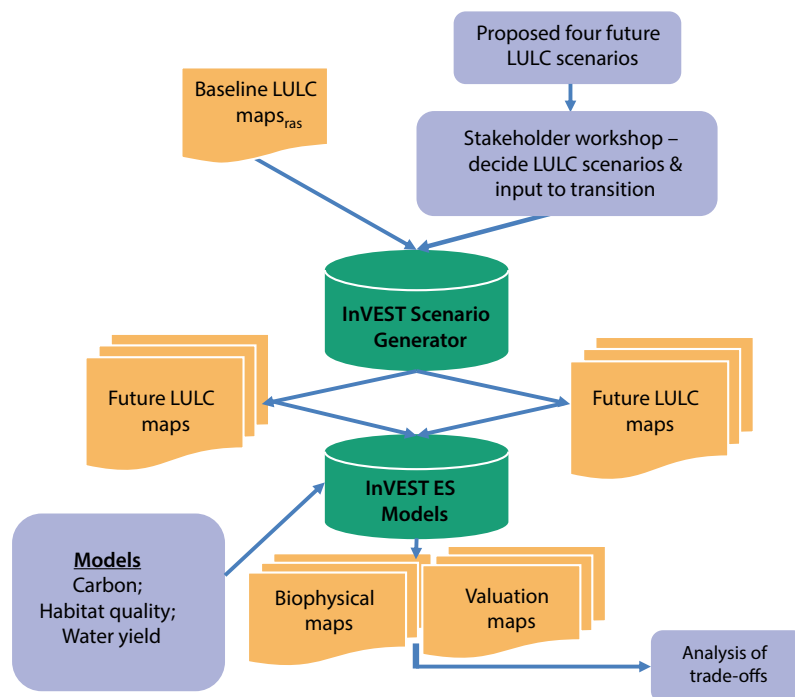 Proposed four future
LULC scenarios
Baseline LULC
maps_ras
Stakeholder workshop –
decide LULC scenarios &
input to transition
InVEST Scenario
Generator
Future LULC
maps
Future LULC
maps
InVEST ES
Models
Models
Carbon;
Habitat quality;
Water yield
Biophysical
maps
Valuation
maps
Analysis of
trade-offs